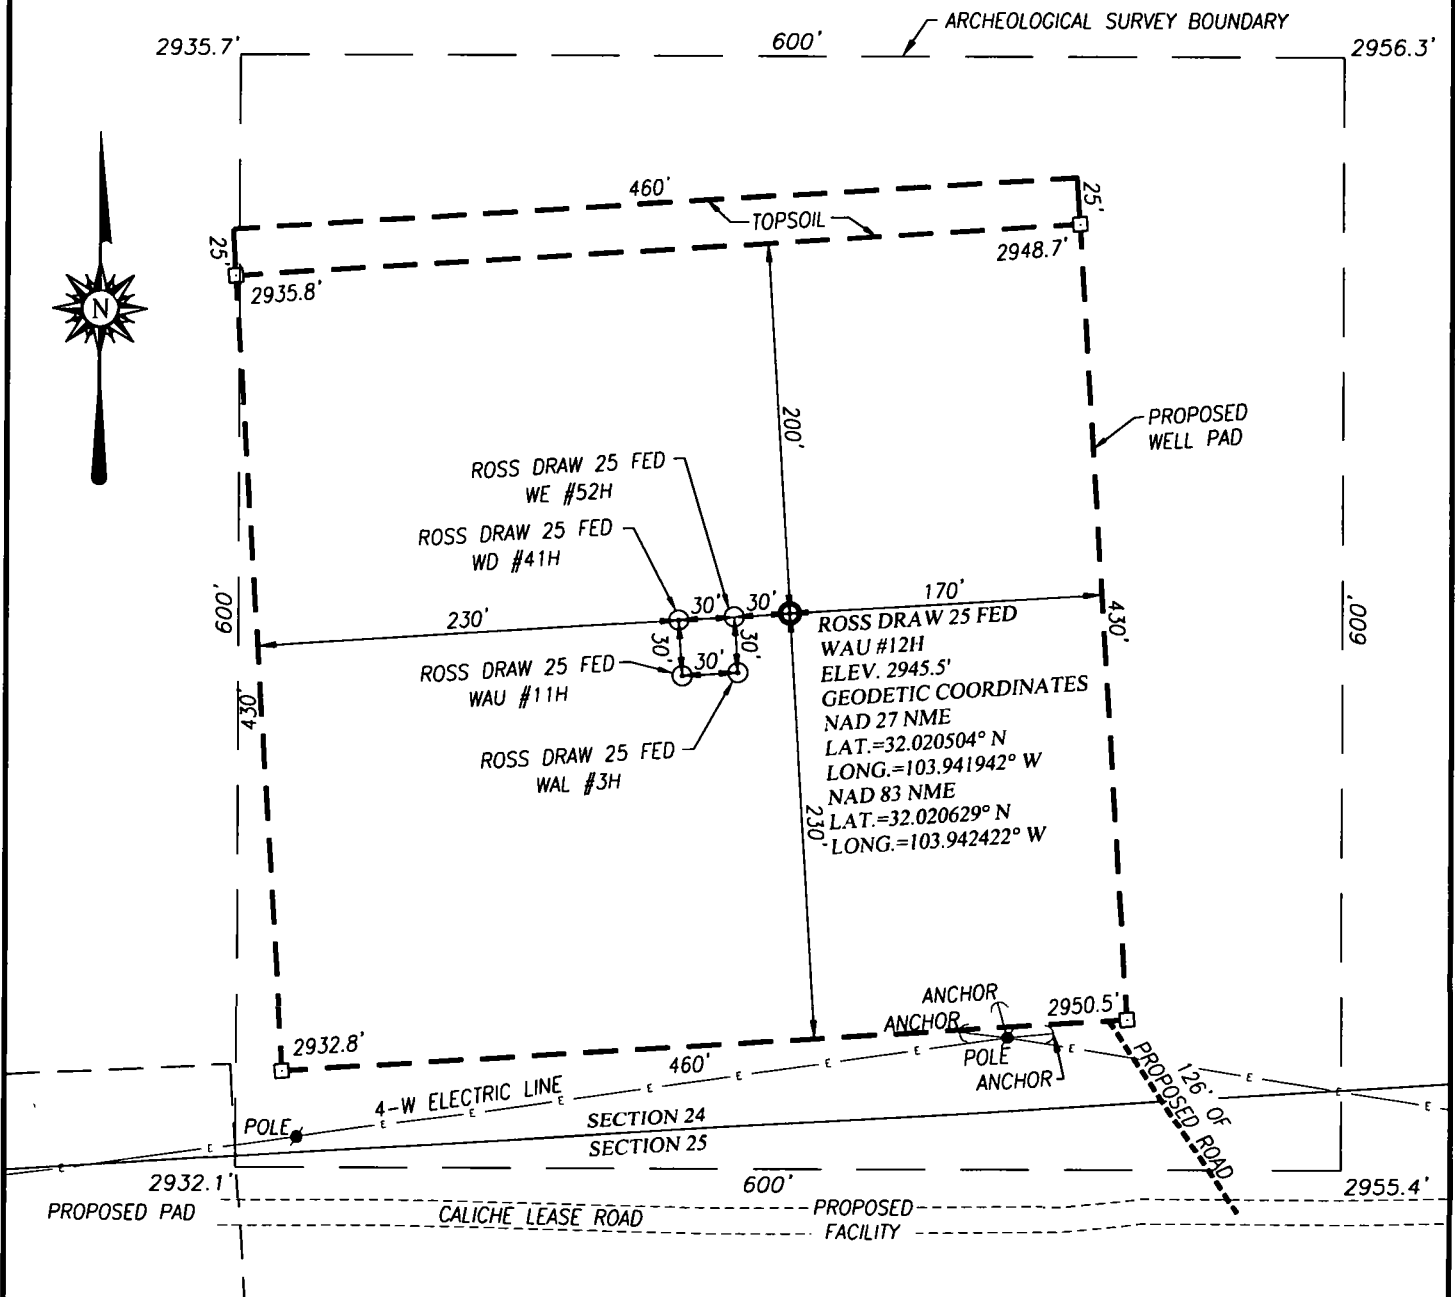 ARCHEOLOGICAL SURVEY BOUNDARY
2935.7'
600'
2956.3'
460'
25'
25'
TOPSOIL
2948.7'
2935.8'
N
200'
PROPOSED
WELL PAD
ROSS DRAW 25 FED
WE #52H
ROSS DRAW 25 FED
WD #41H
600'
600'
230'
30'
30'
170'
430'
30'
30'
30'
ROSS DRAW 25 FED
WAU #11H
430'
ROSS DRAW 25 FED
WAL #3H
ROSS DRAW 25 FED
WAU #12H
ELEV. 2945.5'
GEODETIC COORDINATES
NAD 27 NME
LAT.=32.020504° N
LONG.=103.941942° W
NAD 83 NME
LAT.=32.020629° N
LONG.=103.942422° W
230'
ANCHOR
2950.5'
ANCHOR
2932.8'
460'
POLE
ANCHOR
126' OF
PROPOSED ROAD
4-W ELECTRIC LINE
E E E E E E E E E E E
POLE
SECTION 24
SECTION 25
2932.1'
600'
2955.4'
PROPOSED PAD
CALICHE LEASE ROAD
PROPOSED
FACILITY